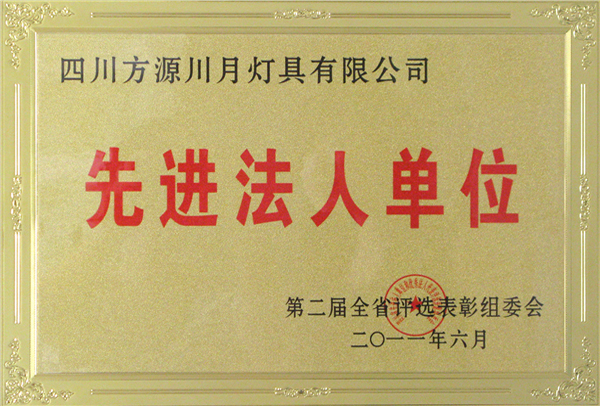 四川方源川月灯具有限公司
先进法人单位
第二届全省评选表彰组委会
二〇一一年六月